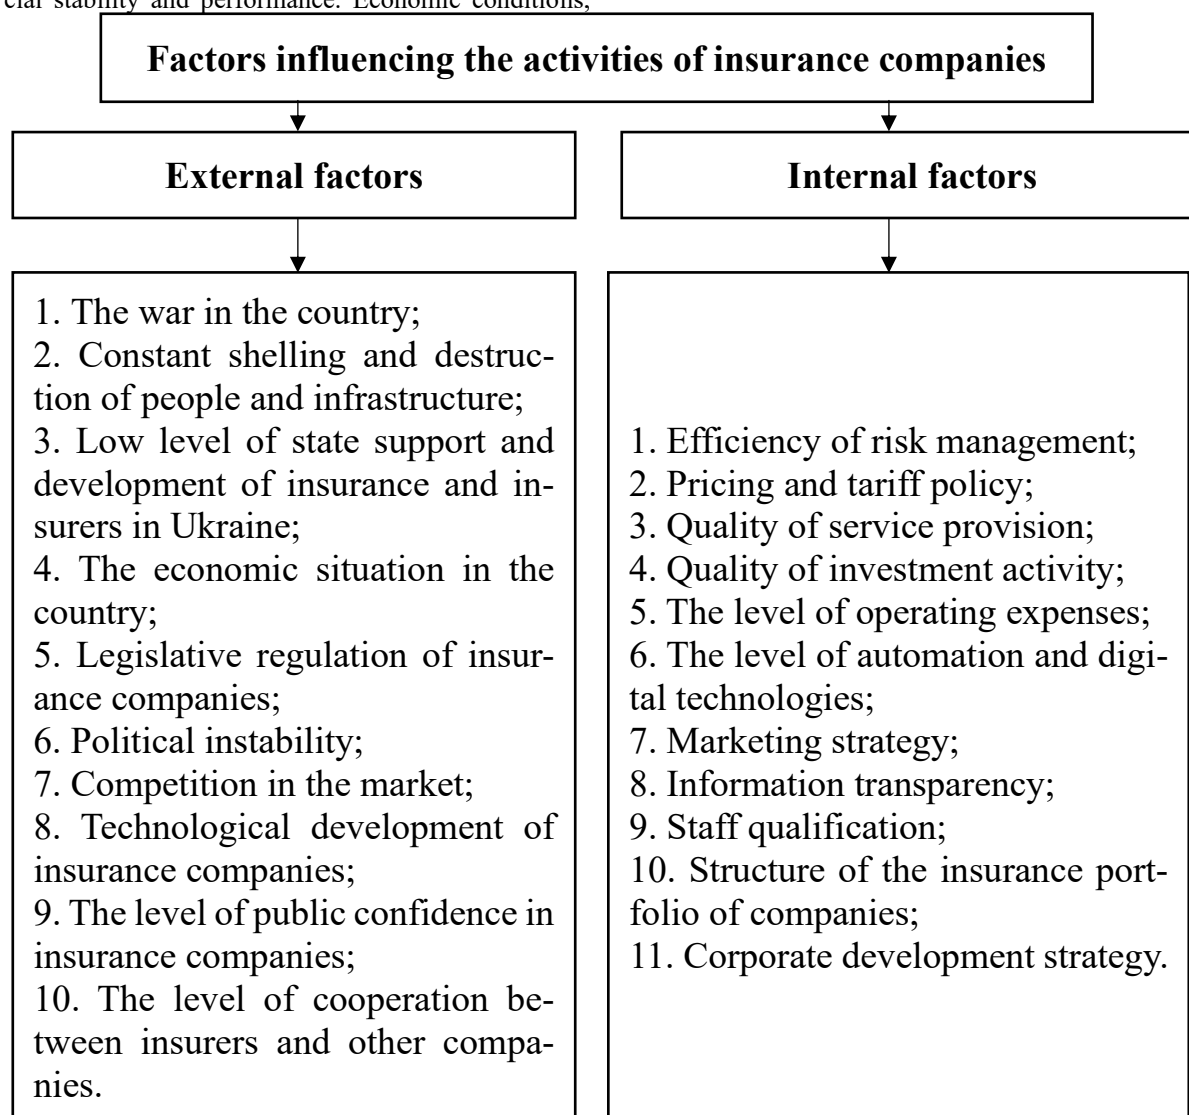 cial stability and performance. Economic conditions,
Factors influencing the activities of insurance companies
External factors
Internal factors
1. The war in the country;
2. Constant shelling and destruc-
tion of people and infrastructure;
3. Low level of state support and
development of insurance and in-
surers in Ukraine;
4. The economic situation in the
country;
5. Legislative regulation of insur-
ance companies;
6. Political instability;
7. Competition in the market;
8. Technological development of
insurance companies;
9. The level of public confidence in
insurance companies;
10. The level of cooperation be-
tween insurers and other compa-
nies.
1. Efficiency of risk management;
2. Pricing and tariff policy;
3. Quality of service provision;
4. Quality of investment activity;
5. The level of operating expenses;
6. The level of automation and digi-
tal technologies;
7. Marketing strategy;
8. Information transparency;
9. Staff qualification;
10. Structure of the insurance port-
folio of companies;
11. Corporate development strategy.